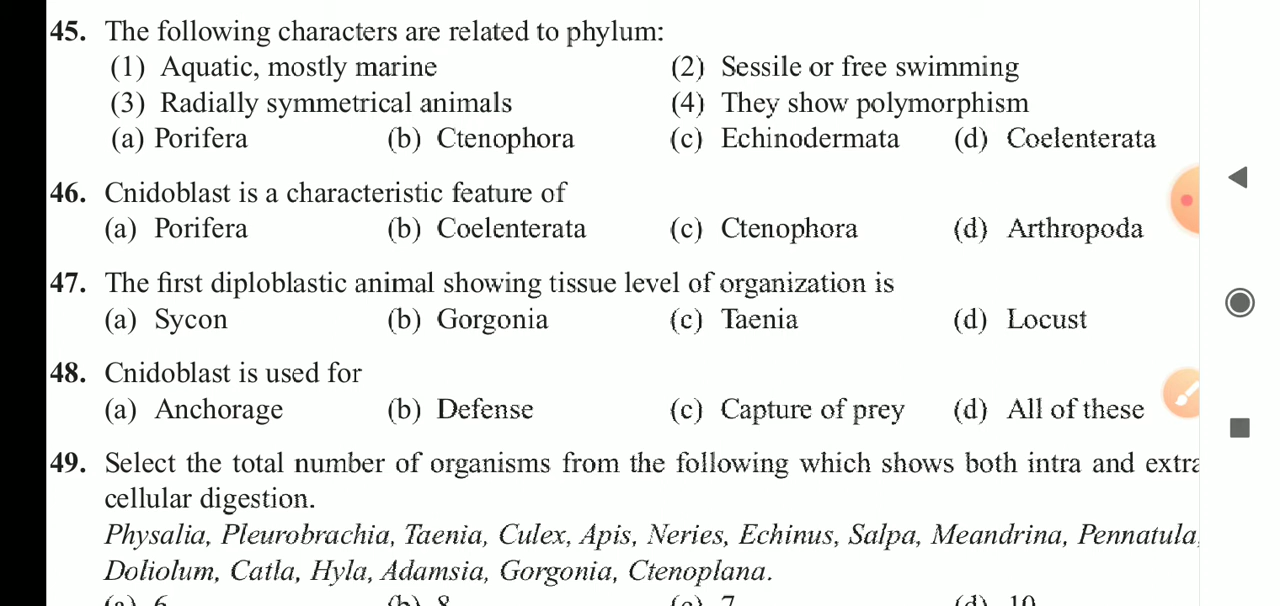 45. The following characters are related to phylum:
(1) Aquatic, mostly marine (2) Sessile or free swimming
(3) Radially symmetrical animals (4) They show polymorphism
(a) Porifera (b) Ctenophora (c) Echinodermata (d) Coelenterata
46. Cnidoblast is a characteristic feature of
(a) Porifera (b) Coelenterata (c) Ctenophora (d) Arthropoda
47. The first diploblastic animal showing tissue level of organization is
(a) Sycon (b) Gorgonia (c) Taenia (d) Locust
48. Cnidoblast is used for
(a) Anchorage (b) Defense (c) Capture of prey (d) All of these
49. Select the total number of organisms from the following which shows both intra and extra
cellular digestion.
Physalia, Pleurobrachia, Taenia, Culex, Apis, Neries, Echinus, Salpa, Meandrina, Pennatula,
Doliolum, Catla, Hyla, Adamsia, Gorgonia, Ctenoplana.
(a) 6 (b) 8 (c) 7 (d) 10